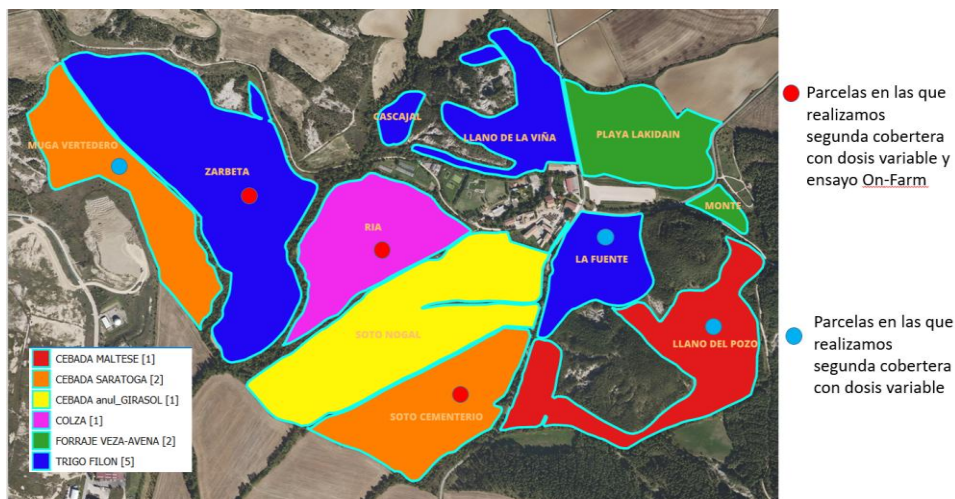 MUGA VERTEDERO
ZARBETA
CASCAJAL
LLANO DE LA VIÑA
PLAYA LAKIDAIN
MONTE
RIA
LA FUENTE
SOTO NOGAL
LLANO DEL POZO
SOTO CEMENTERIO
CEBADA MALTESE [1]
CEBADA SARATOGA [2]
CEBADA anul_GIRASOL [1]
COLZA [1]
FORRAJE VEZA-AVENA [2]
TRIGO FILON [5]
Parcelas en las que
realizamos
segunda cobertera
con dosis variable y
ensayo On-Farm
Parcelas en las que
realizamos
segunda cobertera
con dosis variable